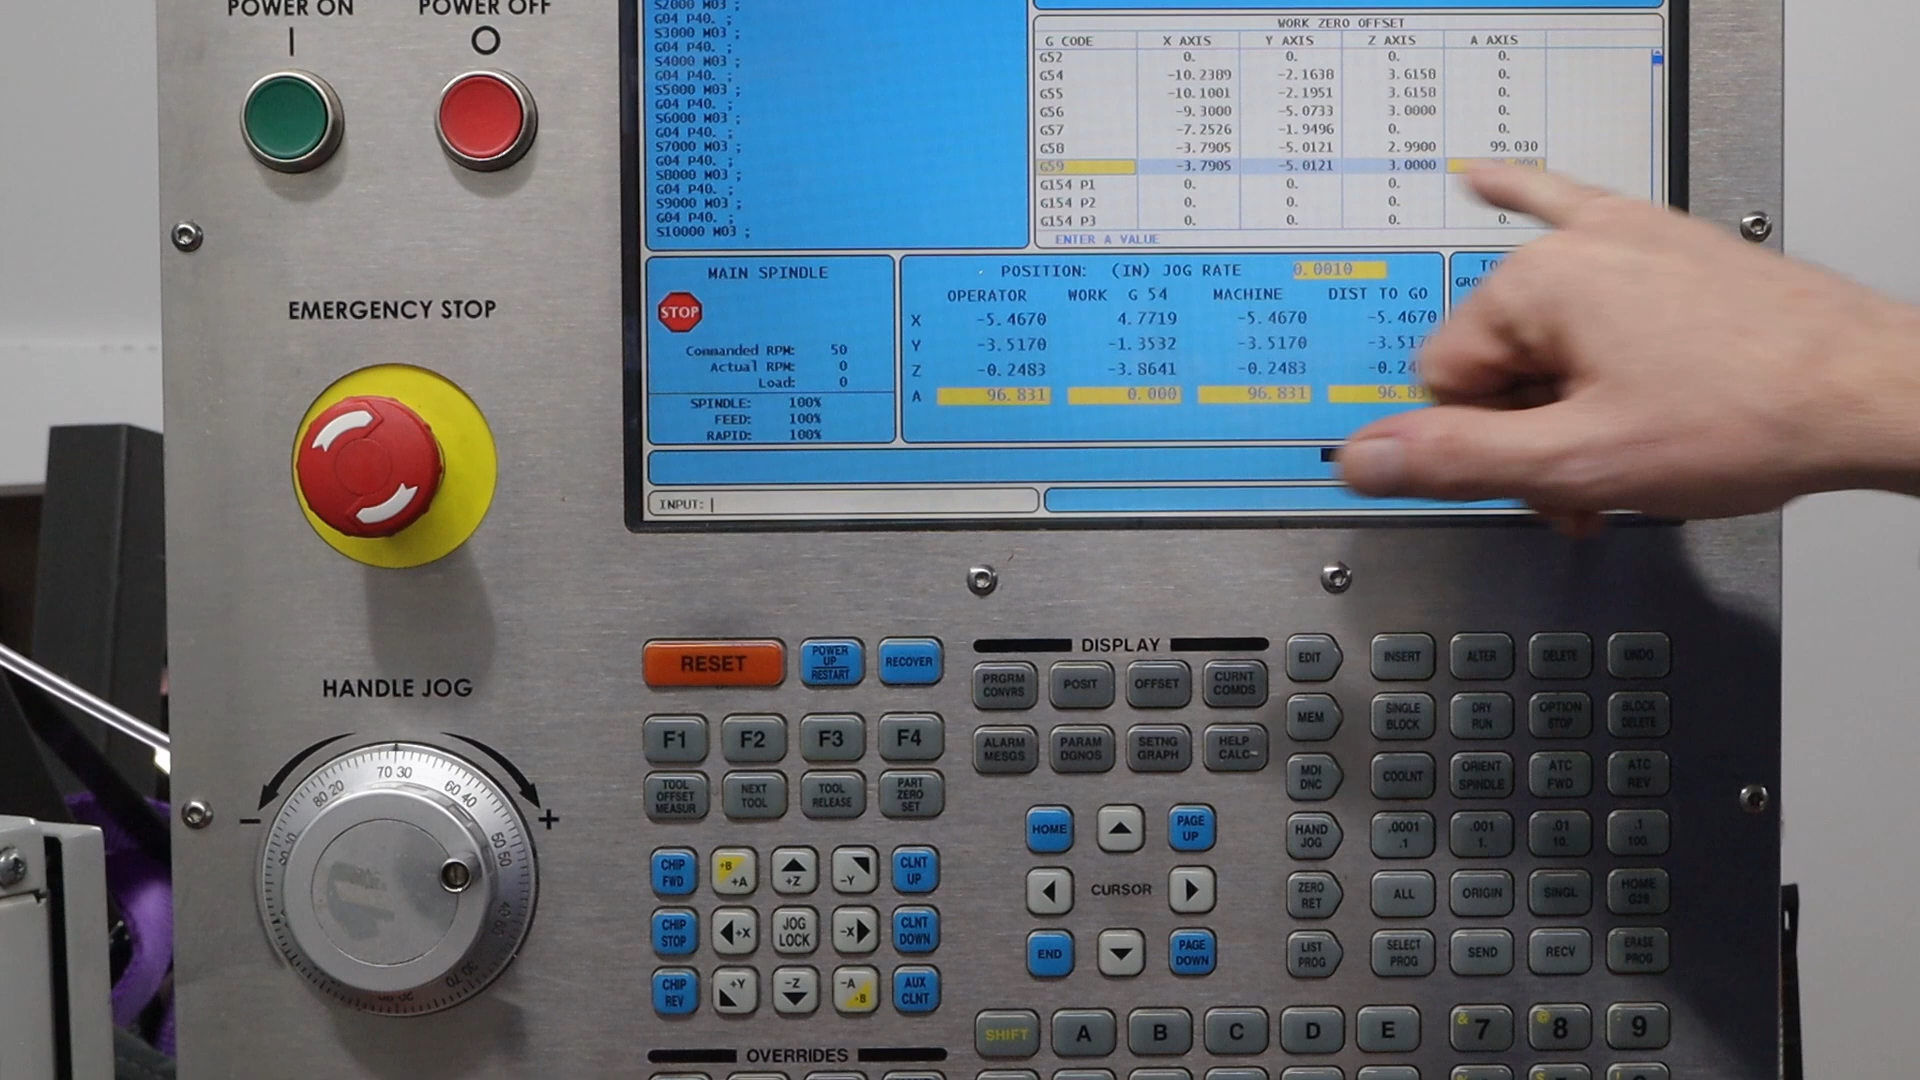 POWER ON
POWER OFF
S2000 M03 ;
G04 P40. ;
S3000 M03 ;
G04 P40. ;
S4000 M03 ;
G04 P40. ;
S5000 M03 ;
G04 P40. ;
S6000 M03 ;
G04 P40. ;
S7000 M03 ;
G04 P40. ;
S8000 M03 ;
G04 P40. ;
S9000 M03 ;
G04 P40. ;
S10000 M03 ;
WORK ZERO OFFSET
G CODE X AXIS Y AXIS Z AXIS A AXIS
G52 0. 0. 0. 0.
G54 -10.2389 -2.1638 3.6158 0.
G55 -10.1001 -2.1951 3.6158 0.
G56 -9.3000 -5.0733 3.0000 0.
G57 -7.2526 -1.9496 0. 0.
G58 -3.7905 -5.0121 2.9900 99.030
G59 -3.7905 -5.0121 3.0000
G154 P1 0. 0. 0.
G154 P2 0. 0. 0.
G154 P3 0. 0. 0. 0.
ENTER A VALUE
EMERGENCY STOP
MAIN SPINDLE
STOP
Commanded RPM: 50
Actual RPM: 0
Load: 0
SPINDLE: 100%
FEED: 100%
RAPID: 100%
POSITION: (IN) JOG RATE 0.0010
OPERATOR WORK G 54 MACHINE DIST TO GO
X -5.4670 4.7719 -5.4670 -5.4670
Y -3.5170 -1.3532 -3.5170
Z -0.2483 -3.8641 -0.2483
A 96.831 0.000 96.831
INPUT:
HANDLE JOG
- +
RESET
POWER UP RESTART
RECOVER
F1 F2 F3 F4
TOOL OFFSET MEASUR
NEXT TOOL
TOOL RELEASE
PART ZERO SET
CHIP FWD
+B +A
+Z
-Y
CLNT UP
CHIP STOP
+X
JOG LOCK
-X
CLNT DOWN
CHIP REV
+Y
-Z
-A -B
AUX CLNT
OVERRIDES
DISPLAY
PRGRM CONVRS
POSIT
OFFSET
CURNT COMDS
ALARM MESGS
PARAM DGNOS
SETNG GRAPH
HELP CALC
HOME
PAGE UP
CURSOR
END
PAGE DOWN
EDIT INSERT ALTER DELETE UNDO
MEM
SINGLE BLOCK
DRY RUN
OPTION STOP
BLOCK DELETE
MDI DNC
COOLNT
ORIENT SPINDLE
ATC FWD
ATC REV
HAND JOG
.0001 .1
.001 1.
.01 10.
.1 100.
ZERO RET
ALL
ORIGIN
SINGL
HOME G28
LIST PROG
SELECT PROG
SEND
RECV
ERASE PROG
SHIFT A B C D E
& 7 @ 8 9